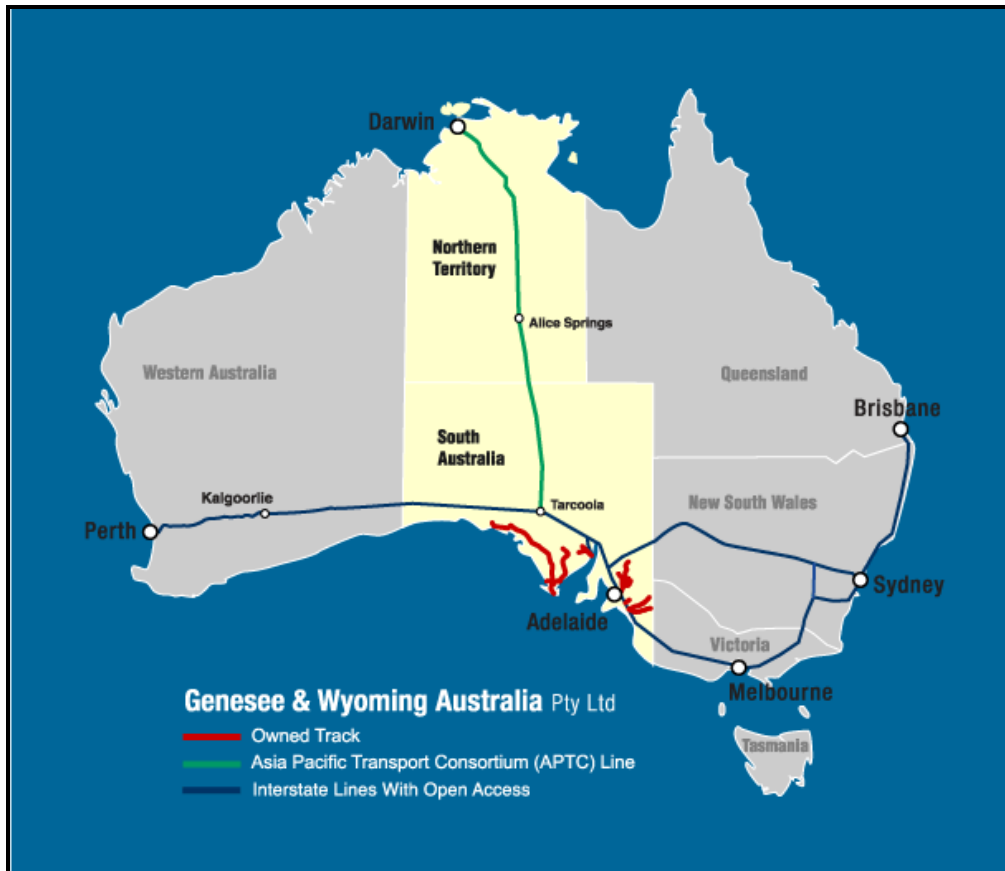 Darwin
Northern
Territory
Alice Springs
Western Australia
Queensland
Brisbane
South
Australia
Kalgoorlie
Tarcoola
New South Wales
Perth
Sydney
Adelaide
Victoria
Melbourne
Genesee & Wyoming Australia Pty Ltd
Owned Track
Tasmania
Asia Pacific Transport Consortium (APTC) Line
Interstate Lines With Open Access